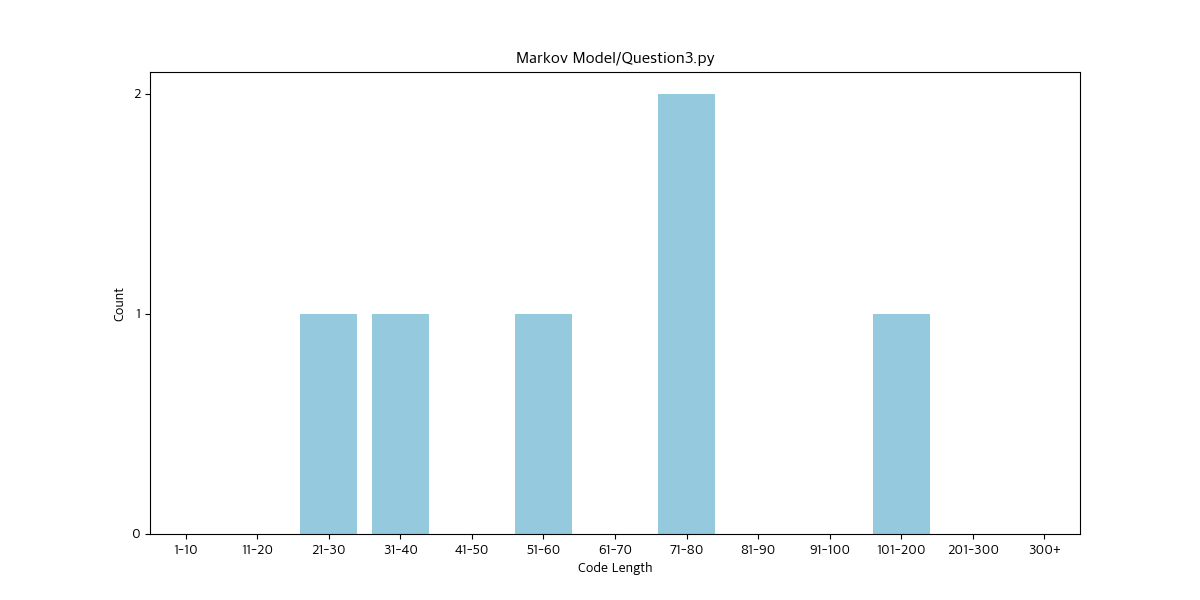 Markov Model/Question3.py
2
1
0
Count
1-10 11-20 21-30 31-40 41-50 51-60 61-70 71-80 81-90 91-100 101-200 201-300 300+
Code Length